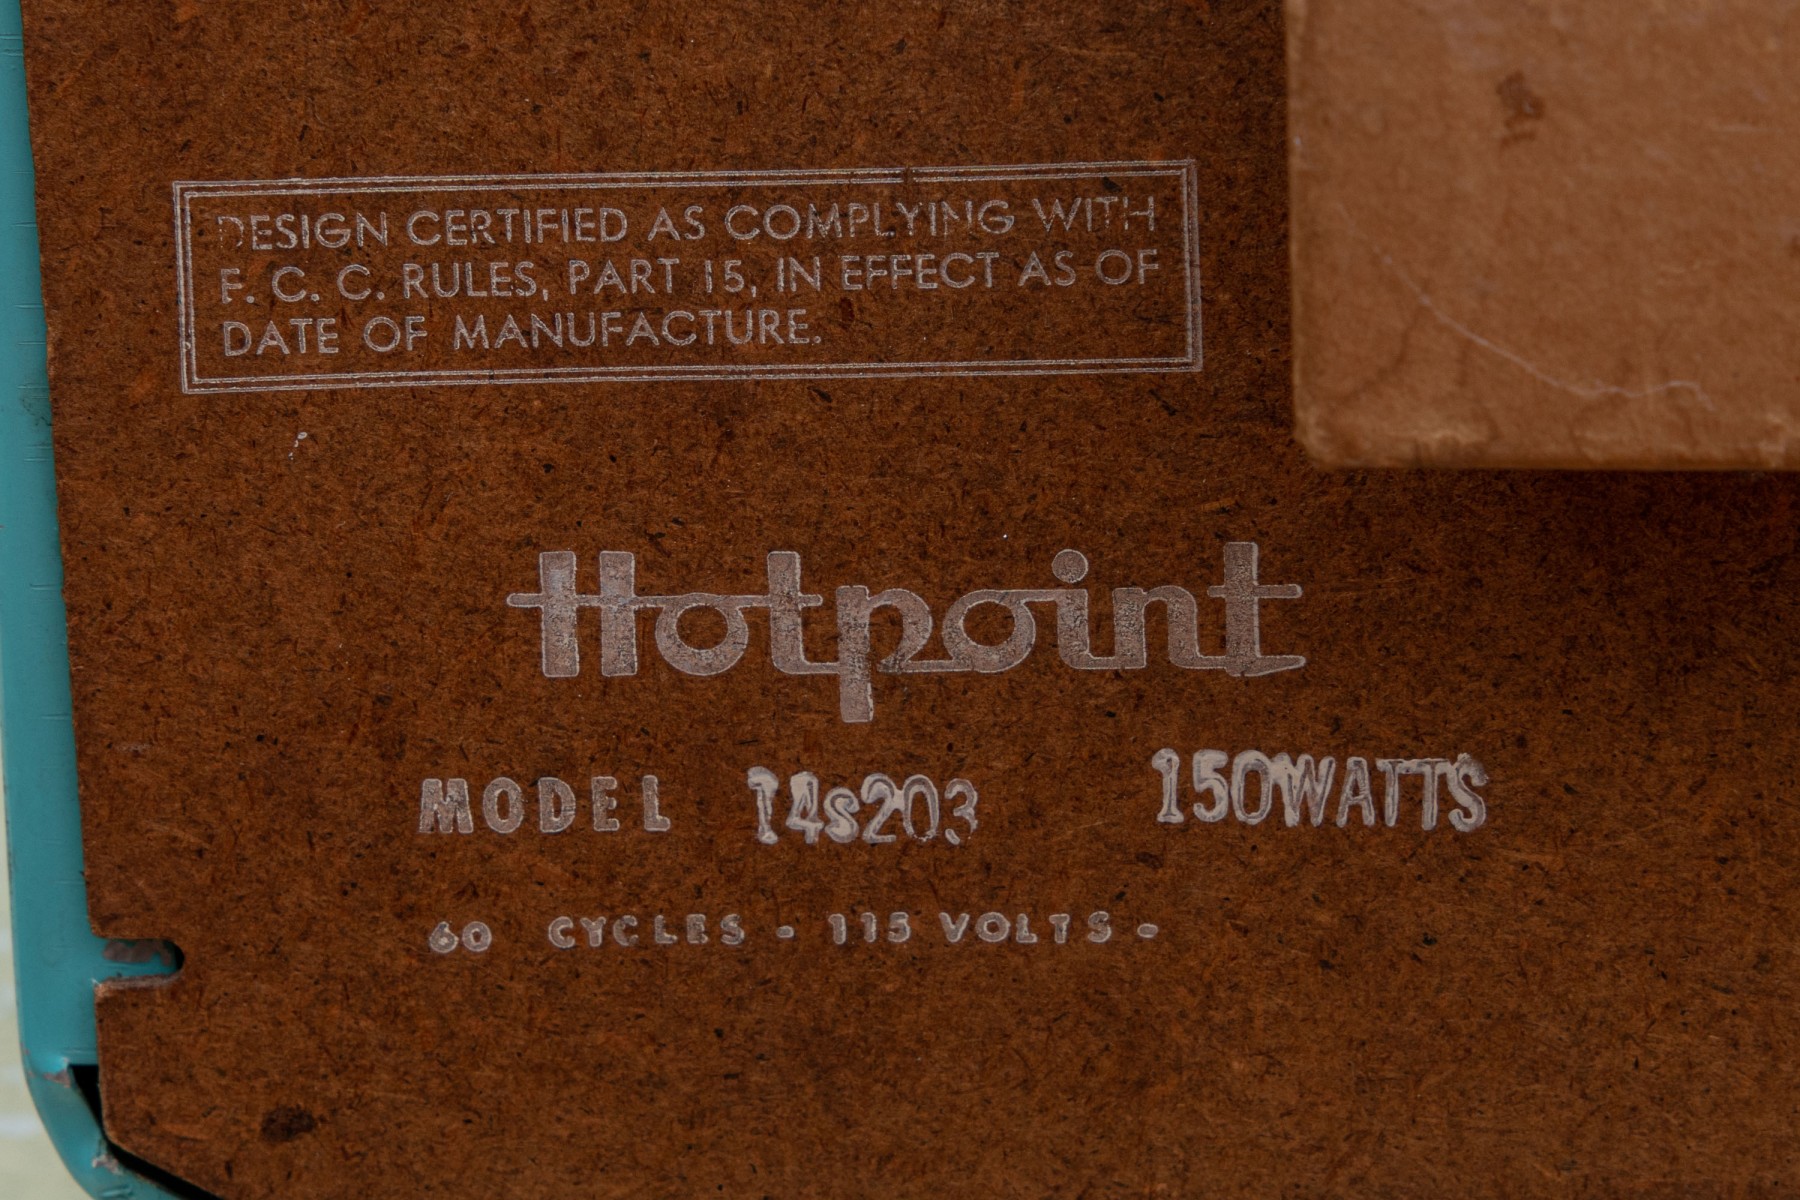 DESIGN CERTIFIED AS COMPLYING WITH
F. C. C. RULES, PART 15, IN EFFECT AS OF
DATE OF MANUFACTURE.
Hotpoint
MODEL 14s203 150WATTS
60 CYCLES - 115 VOLTS -